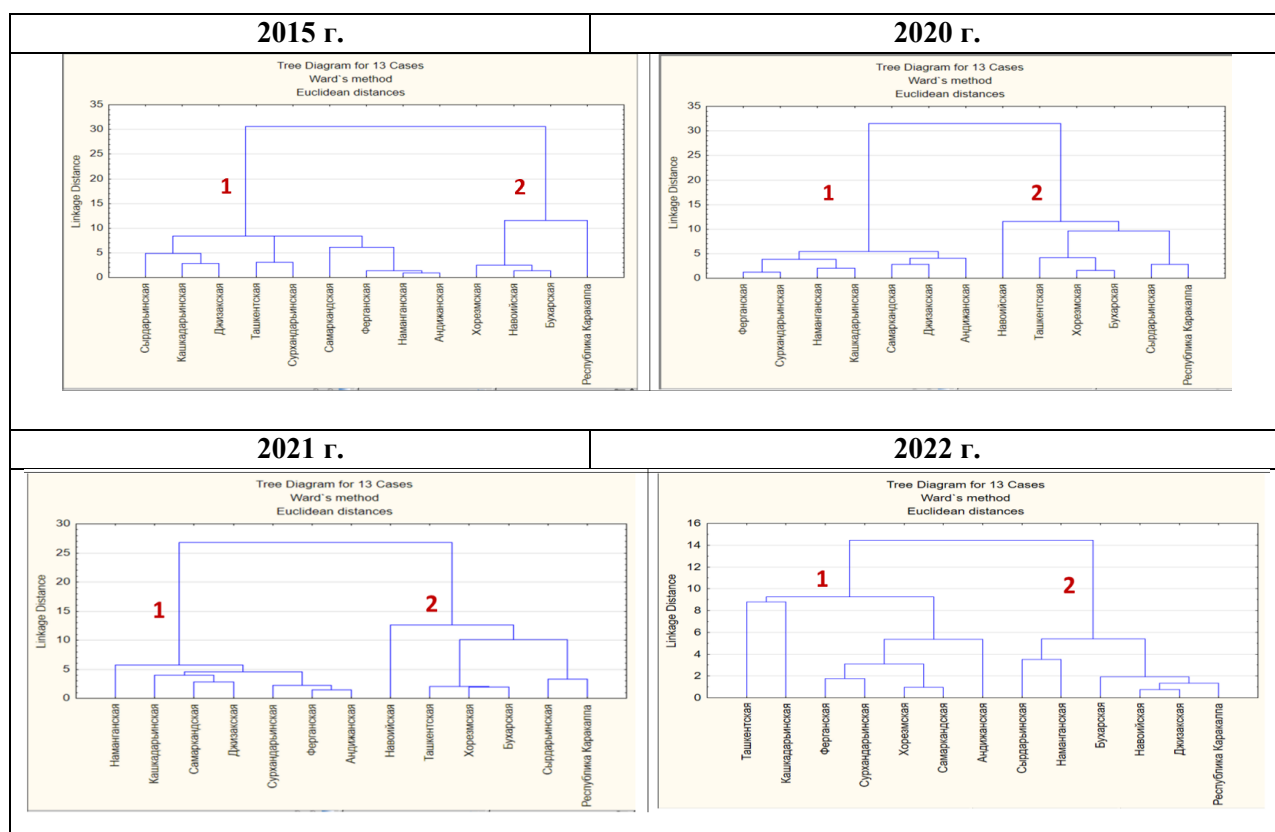 2015 г.
2020 г.
Tree Diagram for 13 Cases
Ward`s method
Euclidean distances
35
30
25
20
15
10
5
0
Linkage Distance
1
2
Сырдарьинская
Кашкадарьинская
Джизакская
Ташкентская
Сурхандарьинская
Самаркандская
Ферганская
Наманганская
Андижанская
Хорезмская
Навоийская
Бухарская
Республика Каракалпа
Tree Diagram for 13 Cases
Ward`s method
Euclidean distances
35
30
25
20
15
10
5
0
Linkage Distance
1
2
Ферганская
Сурхандарьинская
Наманганская
Кашкадарьинская
Самаркандская
Джизакская
Андижанская
Навоийская
Ташкентская
Хорезмская
Бухарская
Сырдарьинская
Республика Каракалпа
2021 г.
2022 г.
Tree Diagram for 13 Cases
Ward`s method
Euclidean distances
30
25
20
15
10
5
0
Linkage Distance
1
2
Наманганская
Кашкадарьинская
Самаркандская
Джизакская
Сурхандарьинская
Ферганская
Андижанская
Навоийская
Ташкентская
Хорезмская
Бухарская
Сырдарьинская
Республика Каракалпа
Tree Diagram for 13 Cases
Ward`s method
Euclidean distances
16
14
12
10
8
6
4
2
0
Linkage Distance
1
2
Ташкентская
Кашкадарьинская
Ферганская
Сурхандарьинская
Хорезмская
Самаркандская
Андижанская
Сырдарьинская
Наманганская
Бухарская
Навоийская
Джизакская
Республика Каракалпа